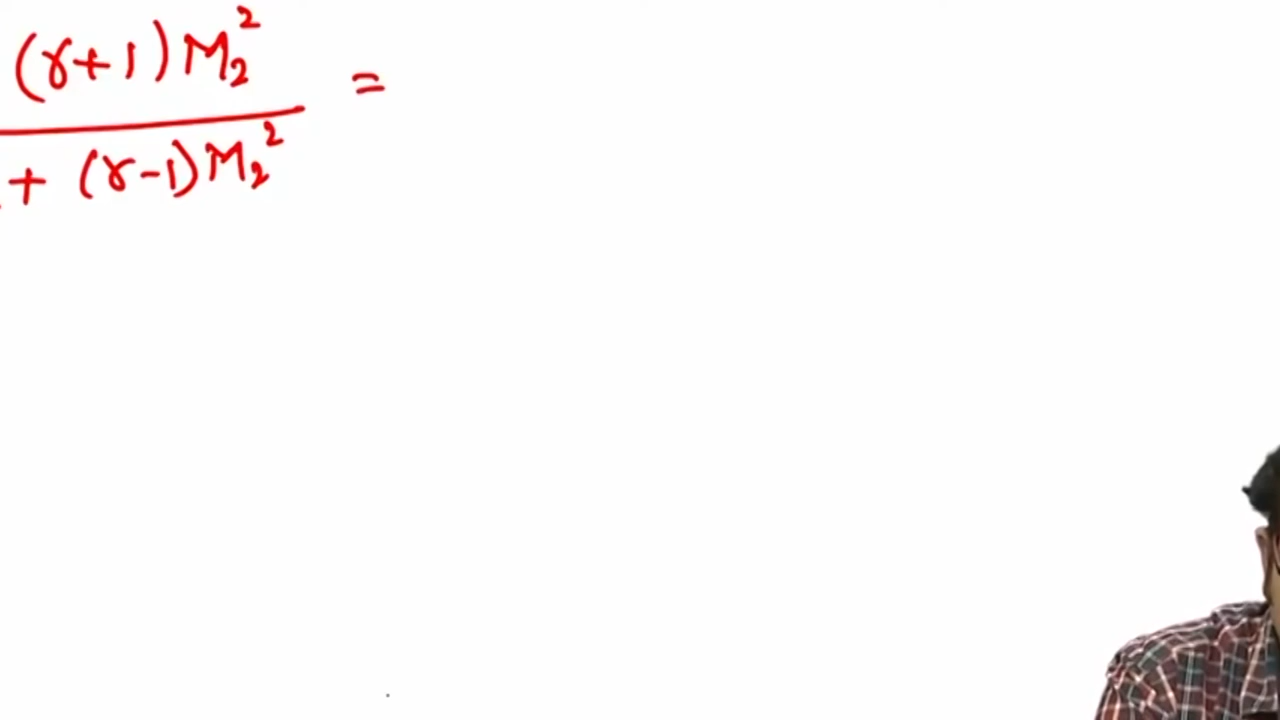 (γ+1) M₂² =
+ (γ-1) M₂²